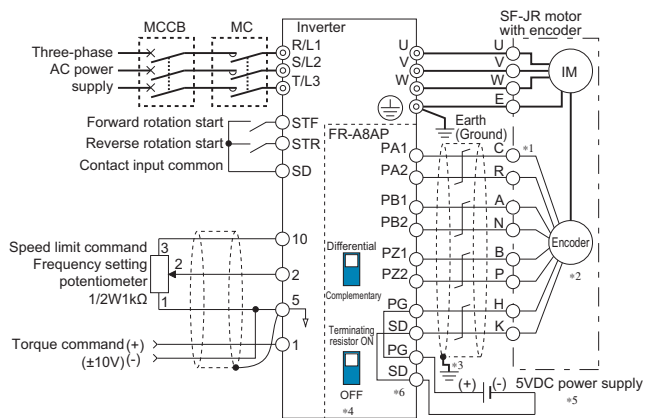 MCCB
MC
Inverter
SF-JR motor
with encoder
Three-phase
AC power
supply
R/L1
S/L2
T/L3
U
V
W
U
V
W
E
IM
Earth
(Ground)
Forward rotation start
Reverse rotation start
Contact input common
STF
STR
SD
FR-A8AP
PA1
PA2
PB1
PB2
PZ1
PZ2
PG
SD
PG
SD
C
*1
R
A
N
B
P
H
K
Encoder
*2
Differential
Complementary
Speed limit command
Frequency setting
potentiometer
1/2W1kΩ
3
2
1
10
2
5
1
Torque command (+)
(±10V) (-)
Terminating
resistor ON
OFF
*4
*3
*6
(+)
(-)
5VDC power supply
*5